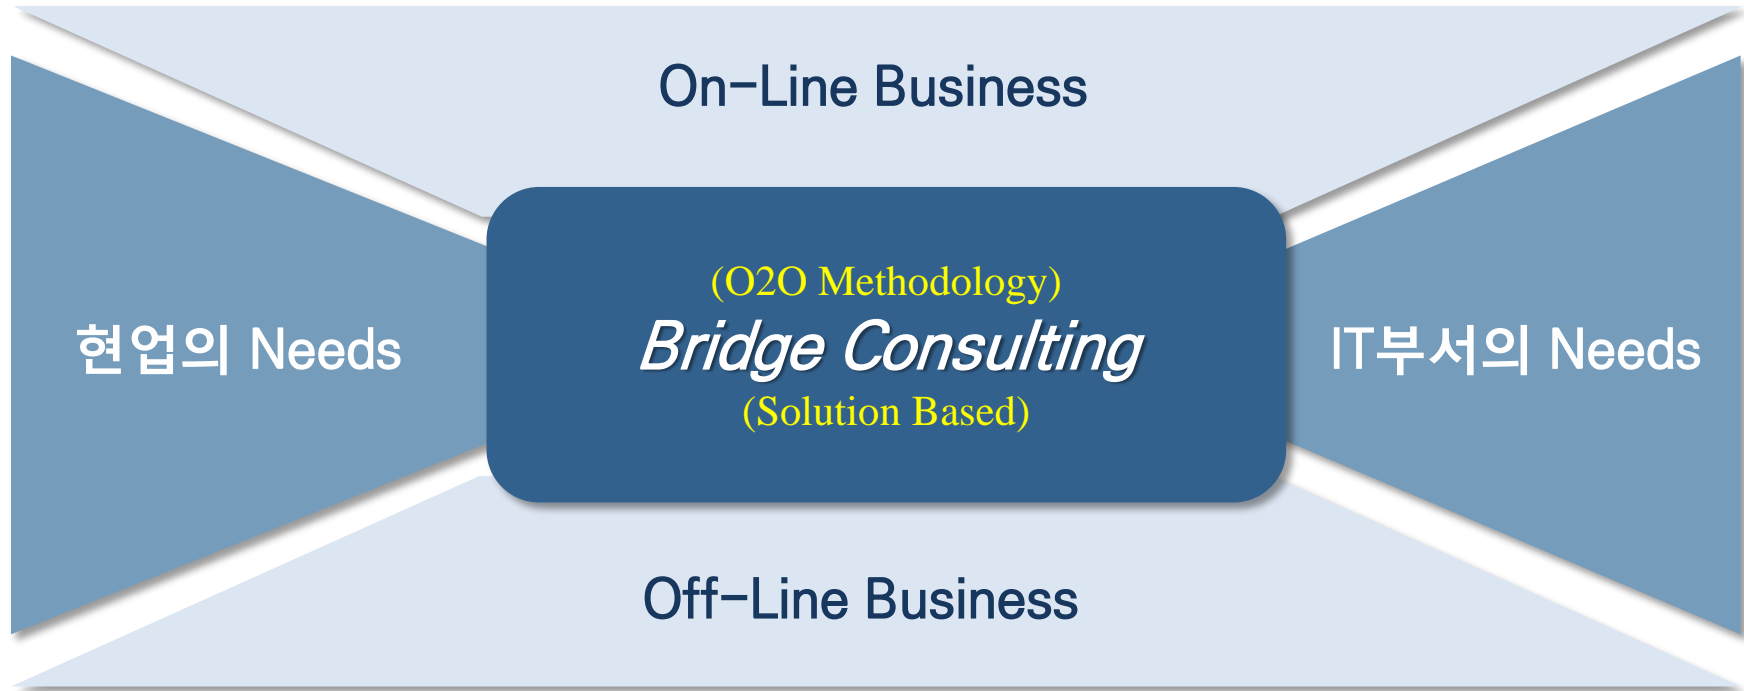 On-Line Business
(O2O Methodology)
현업의 Needs
Bridge Consulting
IT부서의 Needs
(Solution Based)
Off-Line Business